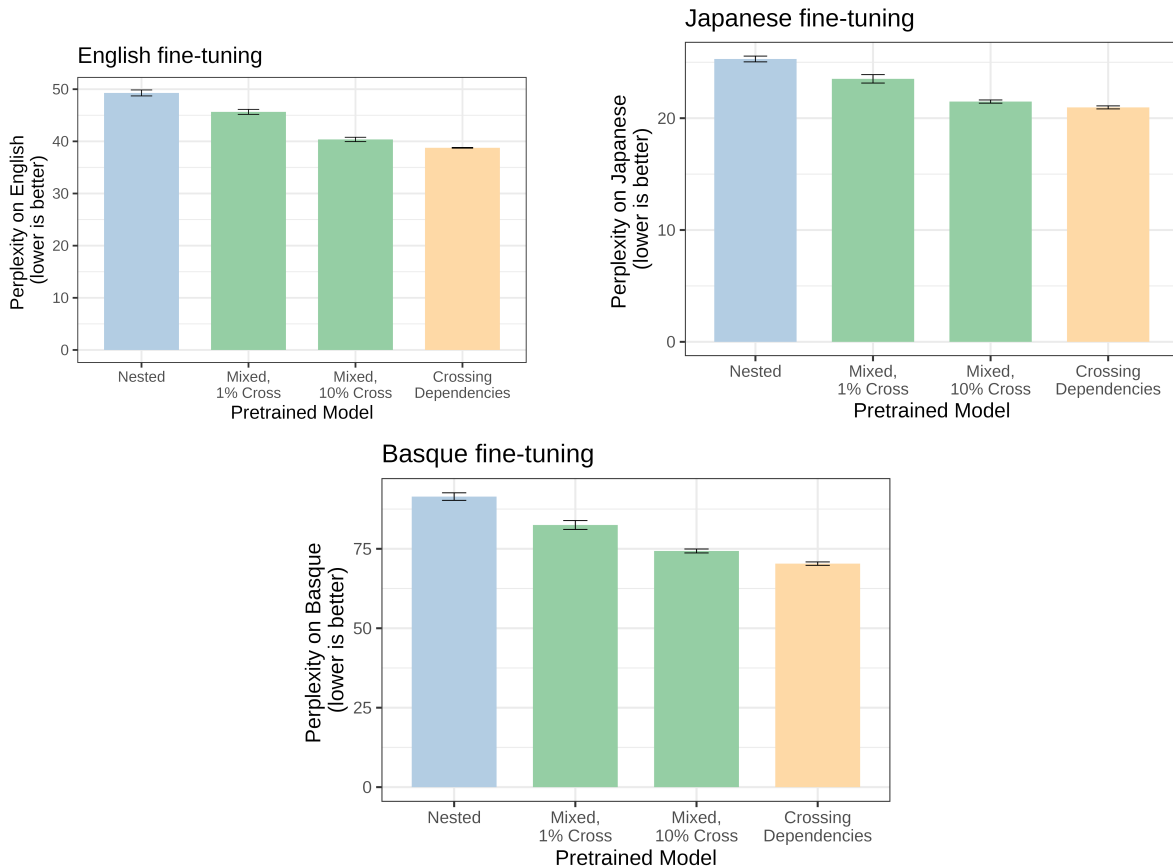 English fine-tuning
Perplexity on English
(lower is better)
50
40
30
20
10
0
Nested
Mixed,
1% Cross
Mixed,
10% Cross
Crossing
Dependencies
Pretrained Model
Japanese fine-tuning
Perplexity on Japanese
(lower is better)
20
10
0
Nested
Mixed,
1% Cross
Mixed,
10% Cross
Crossing
Dependencies
Pretrained Model
Basque fine-tuning
Perplexity on Basque
(lower is better)
75
50
25
0
Nested
Mixed,
1% Cross
Mixed,
10% Cross
Crossing
Dependencies
Pretrained Model